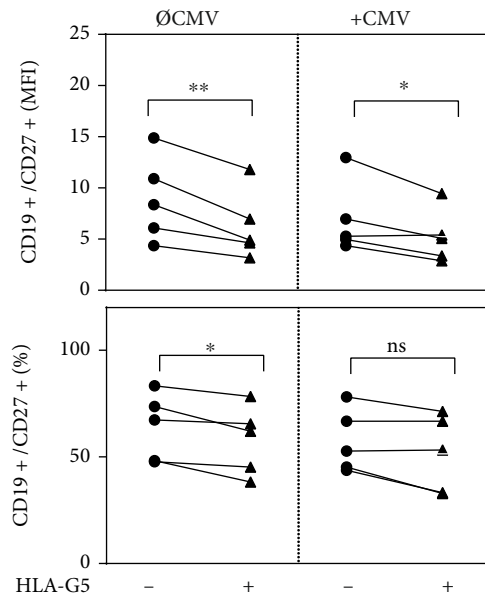 ØCMV +CMV
25
20
15
10
5
0
CD19 + /CD27 + (MFI)
** *
100
50
0
CD19 + /CD27 + (%)
* ns
HLA-G5 – + – +